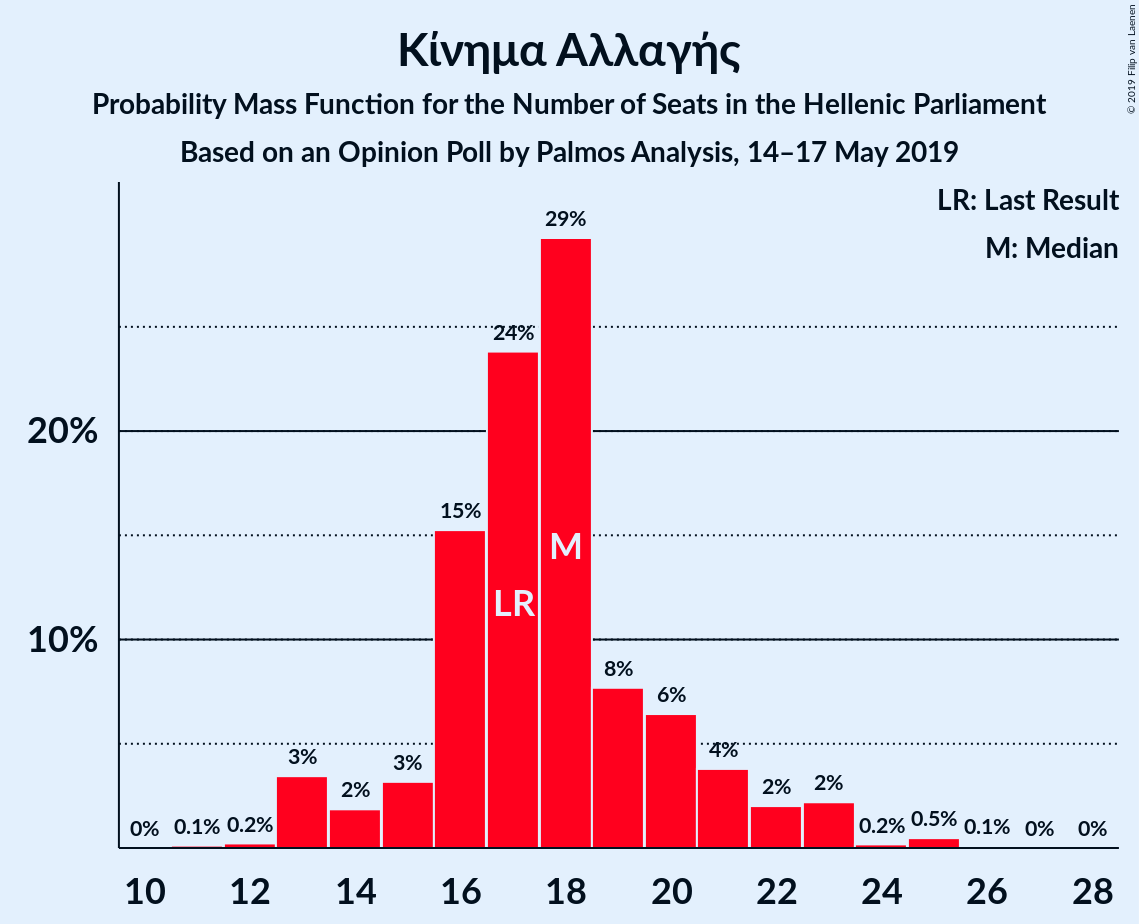 Κίνημα Αλλαγής
Probability Mass Function for the Number of Seats in the Hellenic Parliament
Based on an Opinion Poll by Palmos Analysis, 14–17 May 2019
© 2019 Filip van Laenen
LR: Last Result
M: Median
20%
10%
0%
0.1%
0.2%
3%
2%
3%
15%
24%
29%
8%
6%
4%
2%
2%
0.2%
0.5%
0.1%
0%
0%
LR
M
10 12 14 16 18 20 22 24 26 28